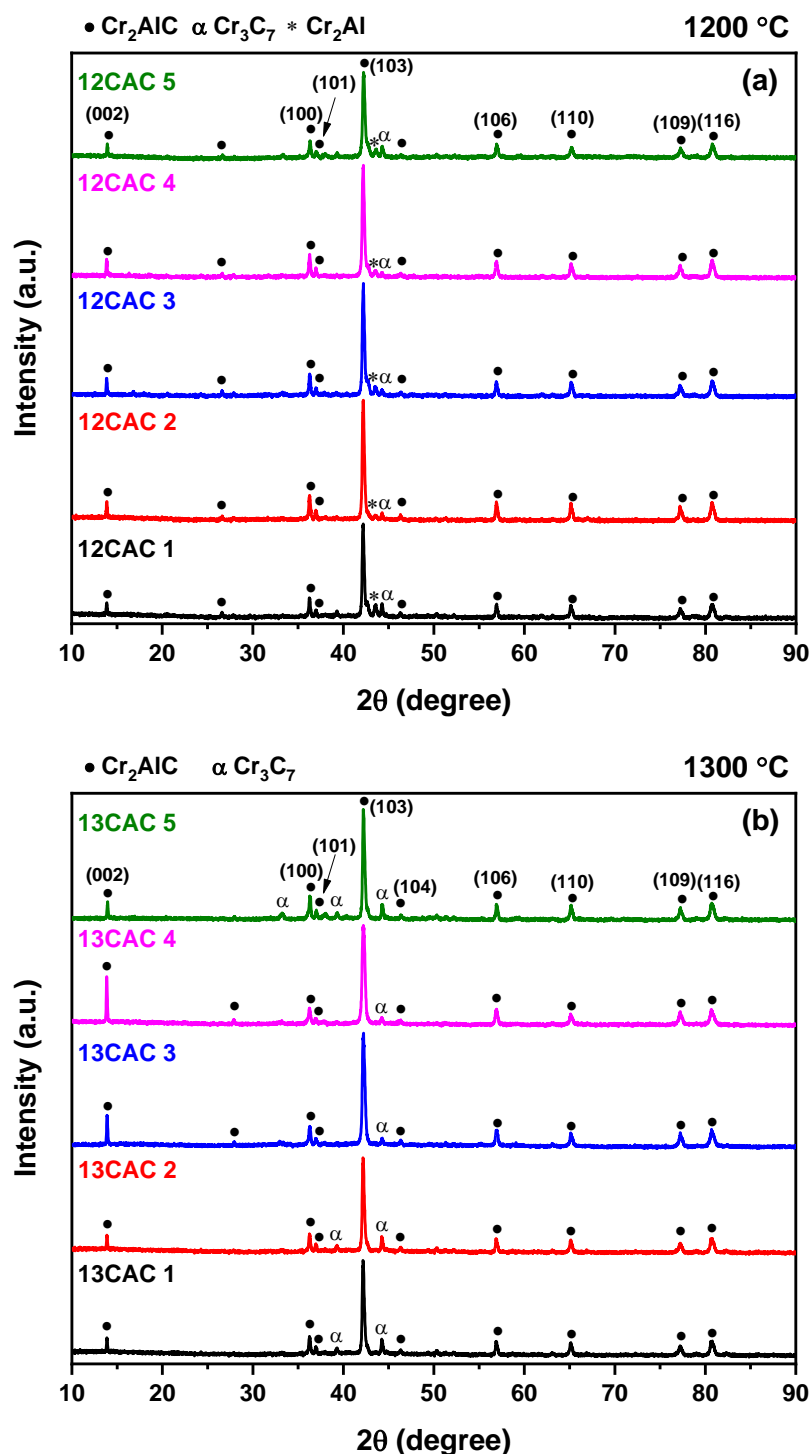 • Cr₂AlC α Cr₃C₇ * Cr₂Al 1200 °C
(a)
12CAC 5
(002)
(100)
(101)
(103)
(106)
(110)
(109)
(116)
* α
12CAC 4
* α
12CAC 3
* α
12CAC 2
* α
12CAC 1
* α
Intensity (a.u.)
10 20 30 40 50 60 70 80 90
2θ (degree)
• Cr₂AlC α Cr₃C₇ 1300 °C
(b)
13CAC 5
(002)
(100)
(101)
(103)
(104)
(106)
(110)
(109)
(116)
α α α
13CAC 4
α
13CAC 3
α
13CAC 2
α α
13CAC 1
α α
Intensity (a.u.)
10 20 30 40 50 60 70 80 90
2θ (degree)